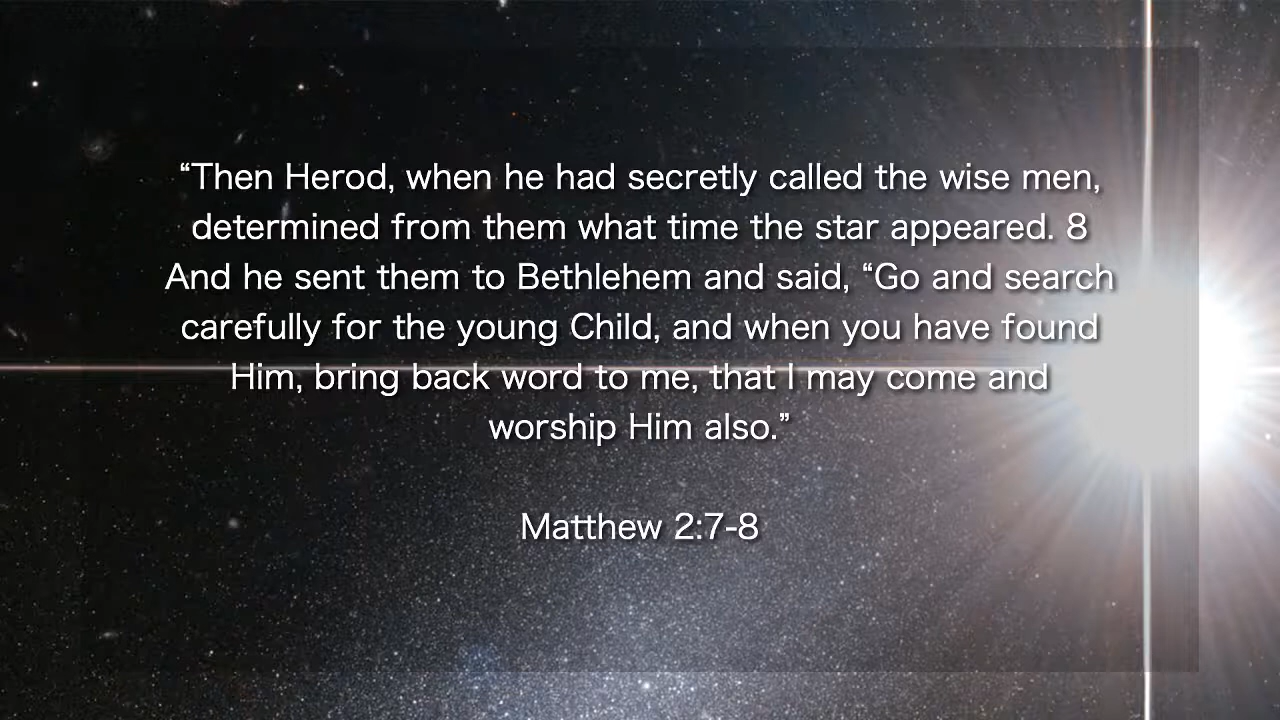 “Then Herod, when he had secretly called the wise men,
determined from them what time the star appeared. 8
And he sent them to Bethlehem and said, “Go and search
carefully for the young Child, and when you have found
Him, bring back word to me, that I may come and
worship Him also.”
Matthew 2:7-8